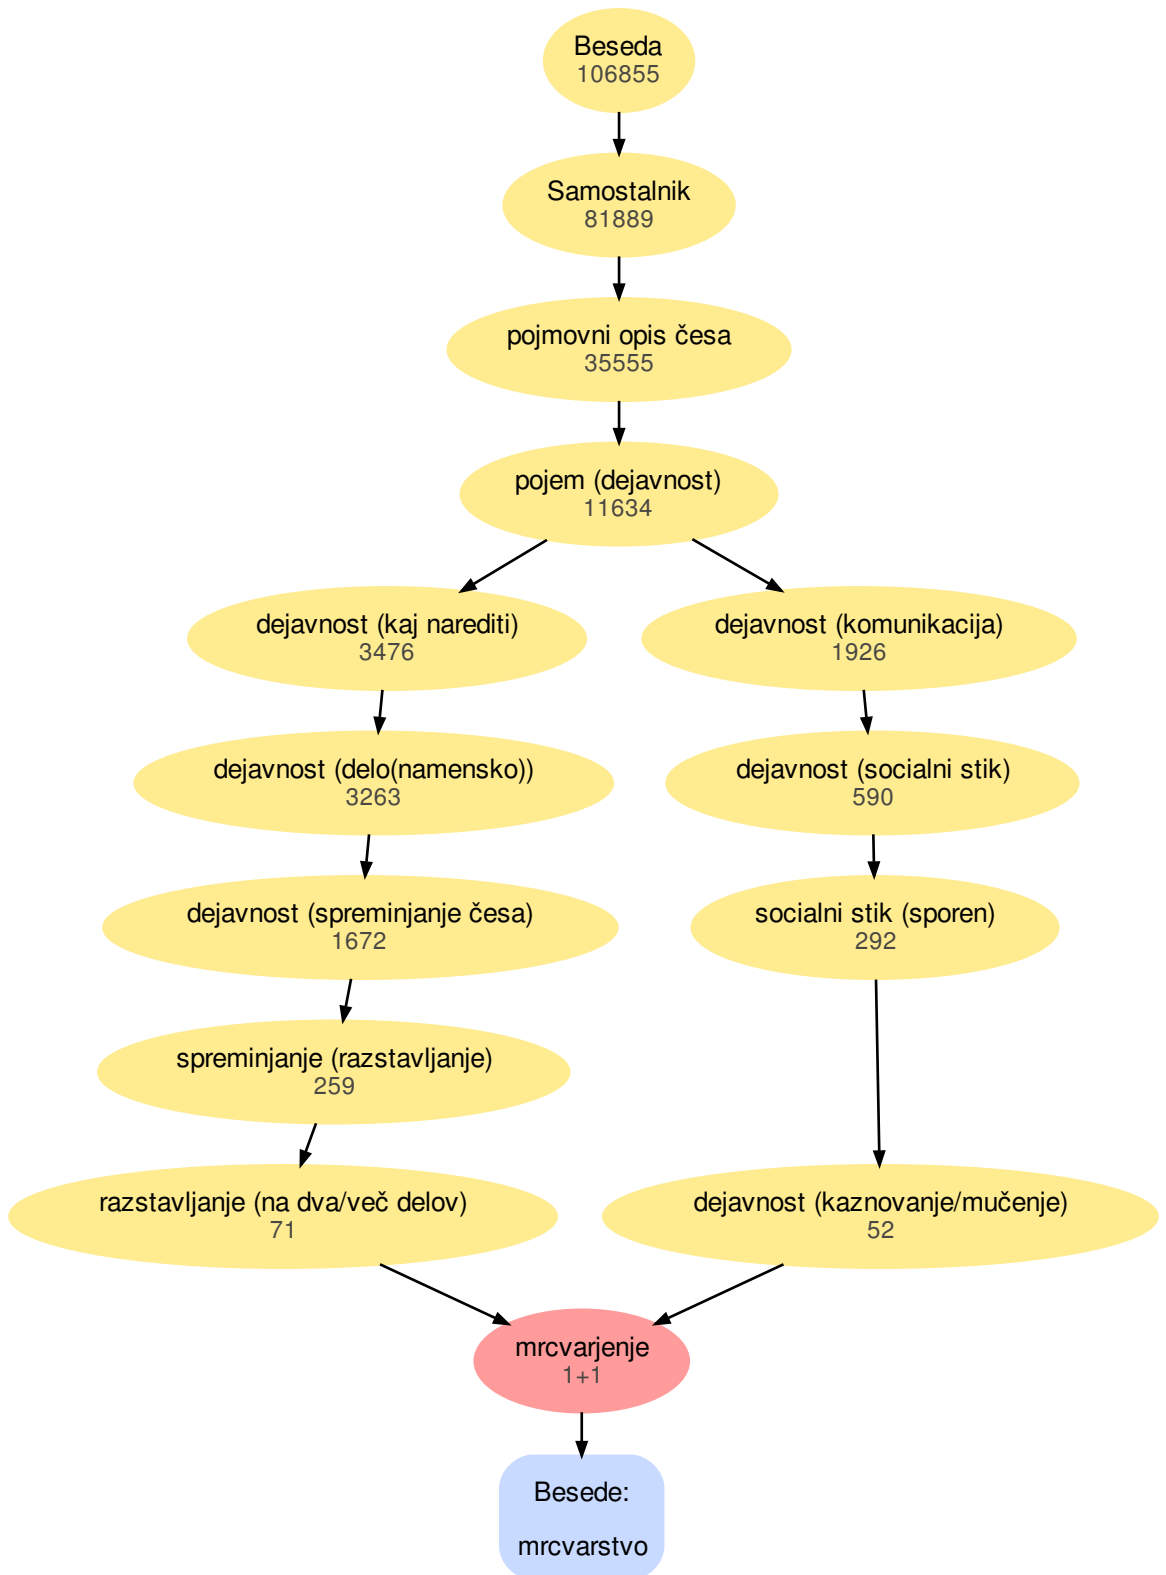 Beseda
106855
Samostalnik
81889
pojmovni opis česa
35555
pojem (dejavnost)
11634
dejavnost (kaj narediti)
3476
dejavnost (komunikacija)
1926
dejavnost (delo(namensko))
3263
dejavnost (socialni stik)
590
dejavnost (spreminjanje česa)
1672
socialni stik (sporen)
292
spreminjanje (razstavljanje)
259
razstavljanje (na dva/več delov)
71
dejavnost (kaznovanje/mučenje)
52
mrcvarjenje
1+1
Besede:
mrcvarstvo